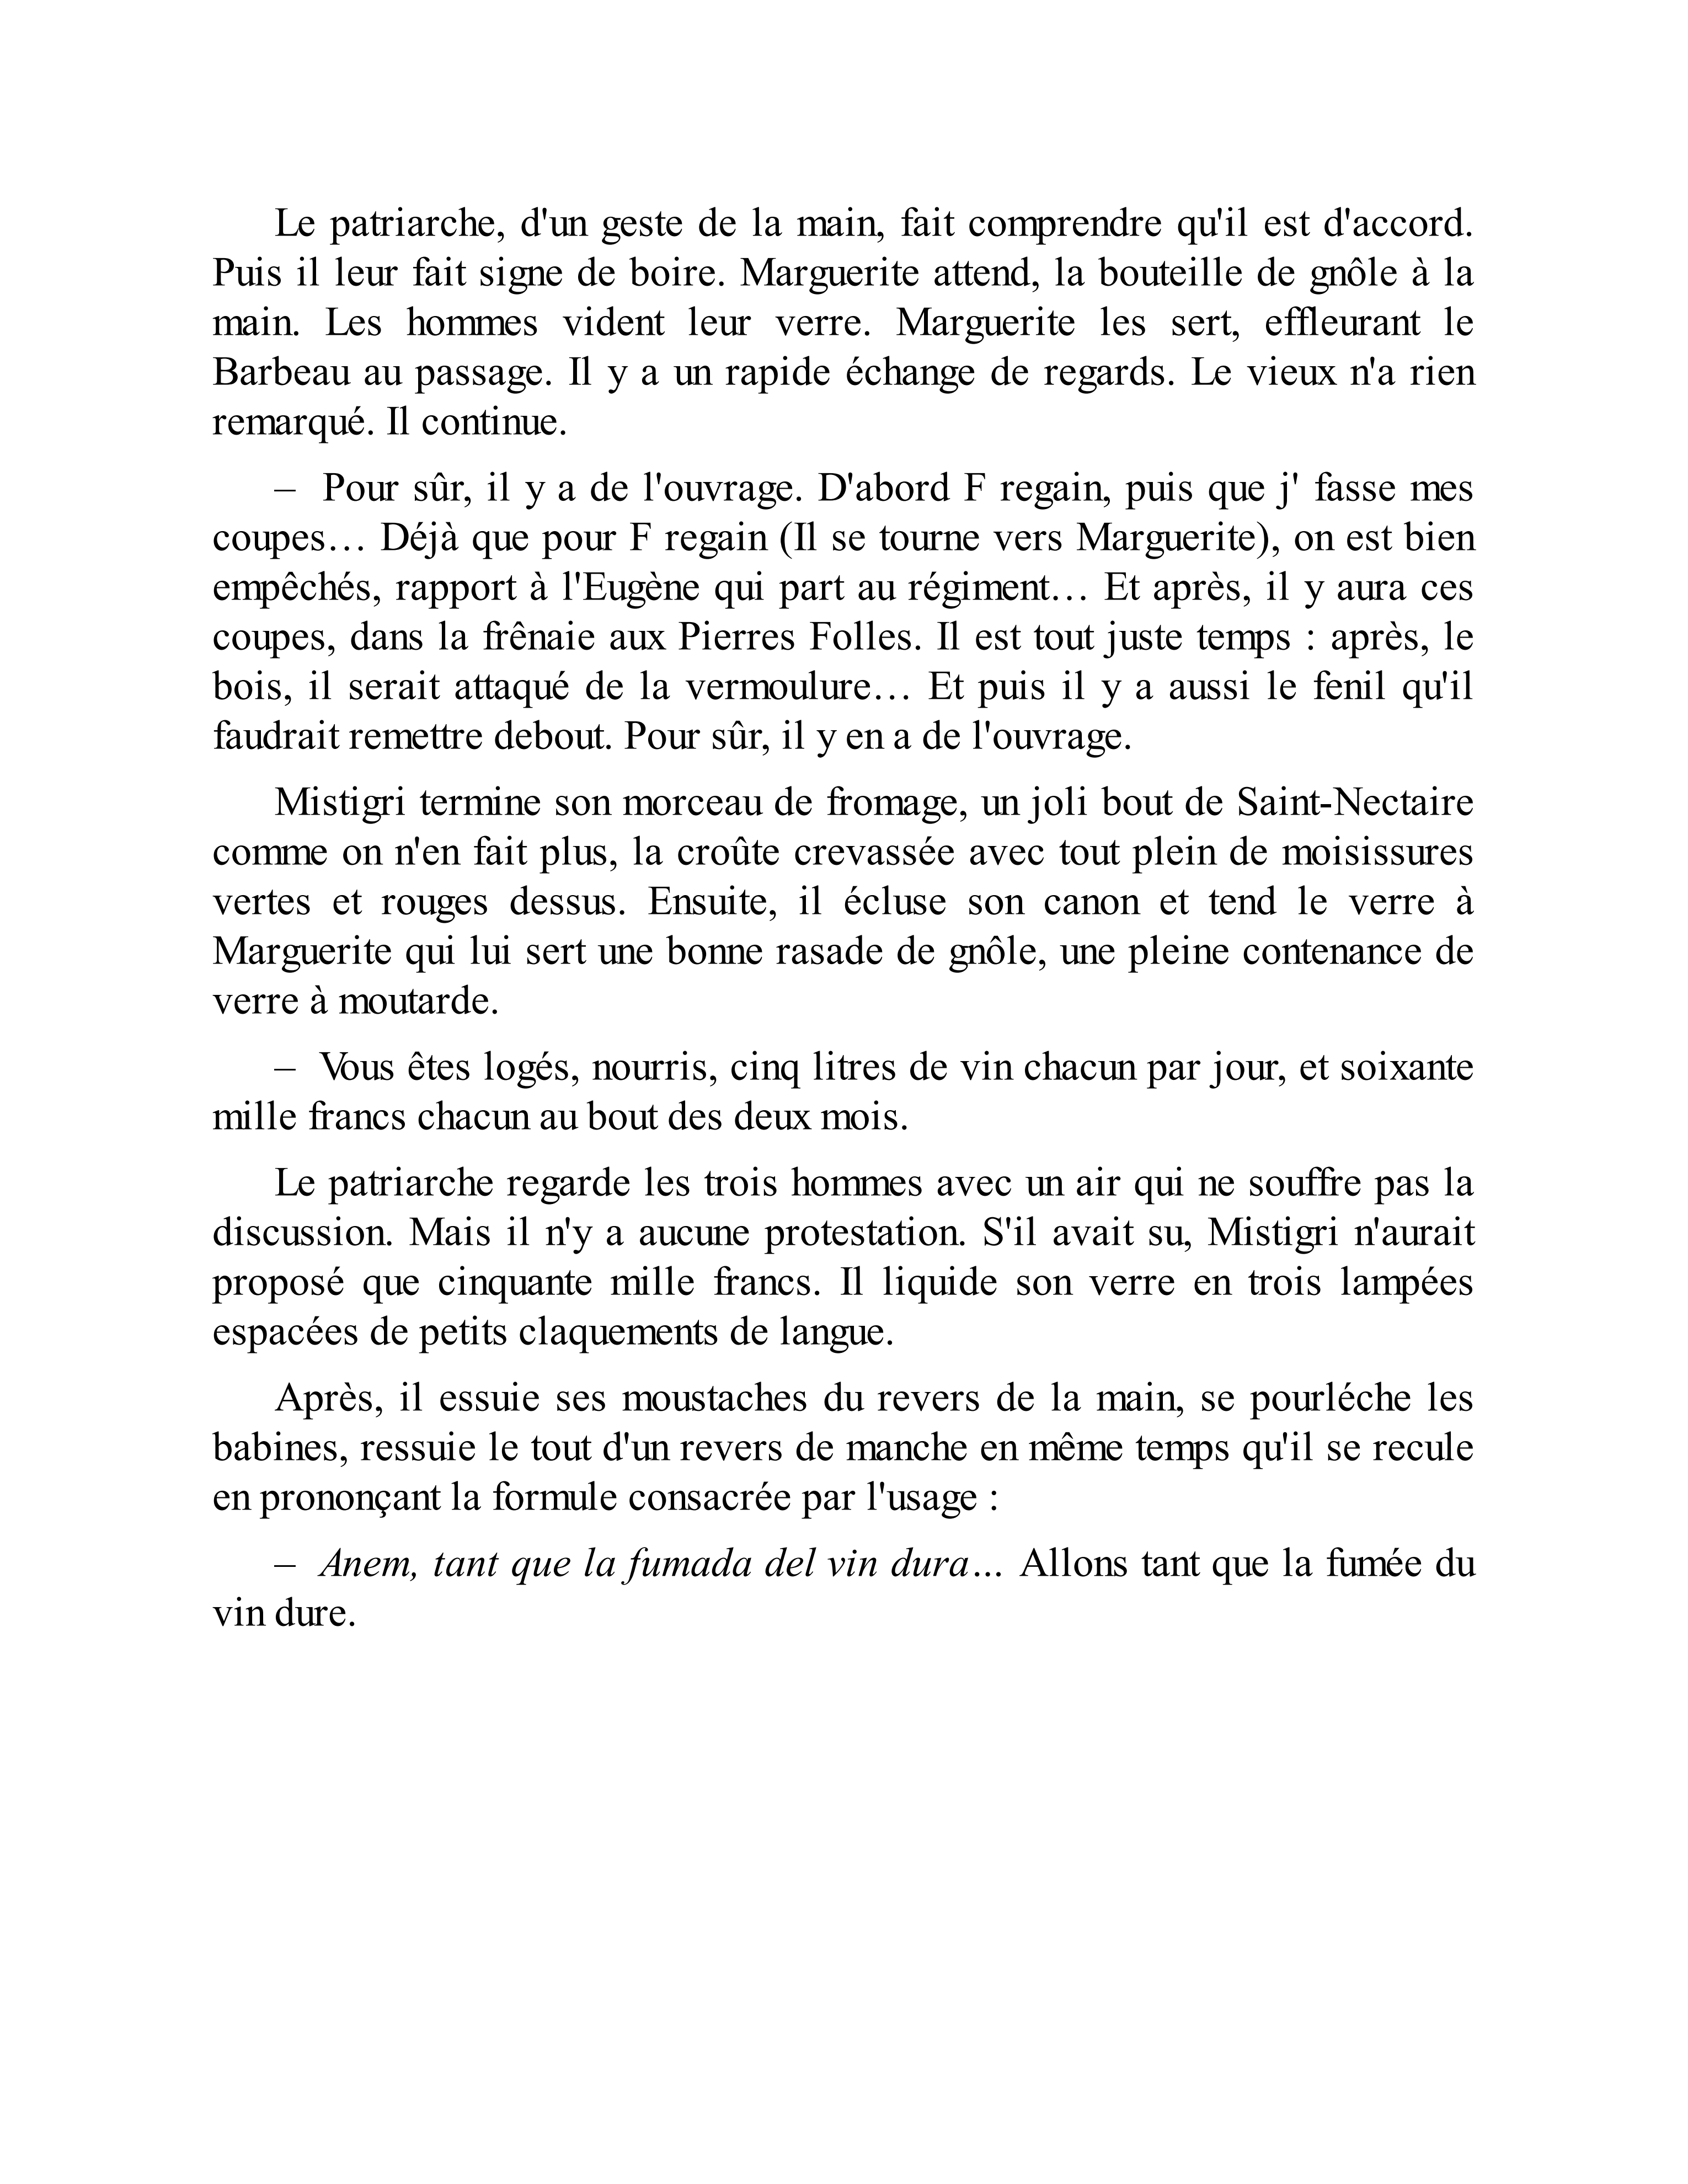 Le patriarche, d'un geste de la main, fait comprendre qu'il est d'accord.
Puis il leur fait signe de boire. Marguerite attend, la bouteille de gnôle à la
main. Les hommes vident leur verre. Marguerite les sert, effleurant le
Barbeau au passage. Il y a un rapide échange de regards. Le vieux n'a rien
remarqué. Il continue.
– Pour sûr, il y a de l'ouvrage. D'abord F regain, puis que j' fasse mes
coupes… Déjà que pour F regain (Il se tourne vers Marguerite), on est bien
empêchés, rapport à l'Eugène qui part au régiment… Et après, il y aura ces
coupes, dans la frênaie aux Pierres Folles. Il est tout juste temps : après, le
bois, il serait attaqué de la vermoulure… Et puis il y a aussi le fenil qu'il
faudrait remettre debout. Pour sûr, il y en a de l'ouvrage.
Mistigri termine son morceau de fromage, un joli bout de Saint-Nectaire
comme on n'en fait plus, la croûte crevassée avec tout plein de moisissures
vertes et rouges dessus. Ensuite, il écluse son canon et tend le verre à
Marguerite qui lui sert une bonne rasade de gnôle, une pleine contenance de
verre à moutarde.
– Vous êtes logés, nourris, cinq litres de vin chacun par jour, et soixante
mille francs chacun au bout des deux mois.
Le patriarche regarde les trois hommes avec un air qui ne souffre pas la
discussion. Mais il n'y a aucune protestation. S'il avait su, Mistigri n'aurait
proposé que cinquante mille francs. Il liquide son verre en trois lampées
espacées de petits claquements de langue.
Après, il essuie ses moustaches du revers de la main, se pourléche les
babines, ressuie le tout d'un revers de manche en même temps qu'il se recule
en prononçant la formule consacrée par l'usage :
– Anem, tant que la fumada del vin dura… Allons tant que la fumée du
vin dure.